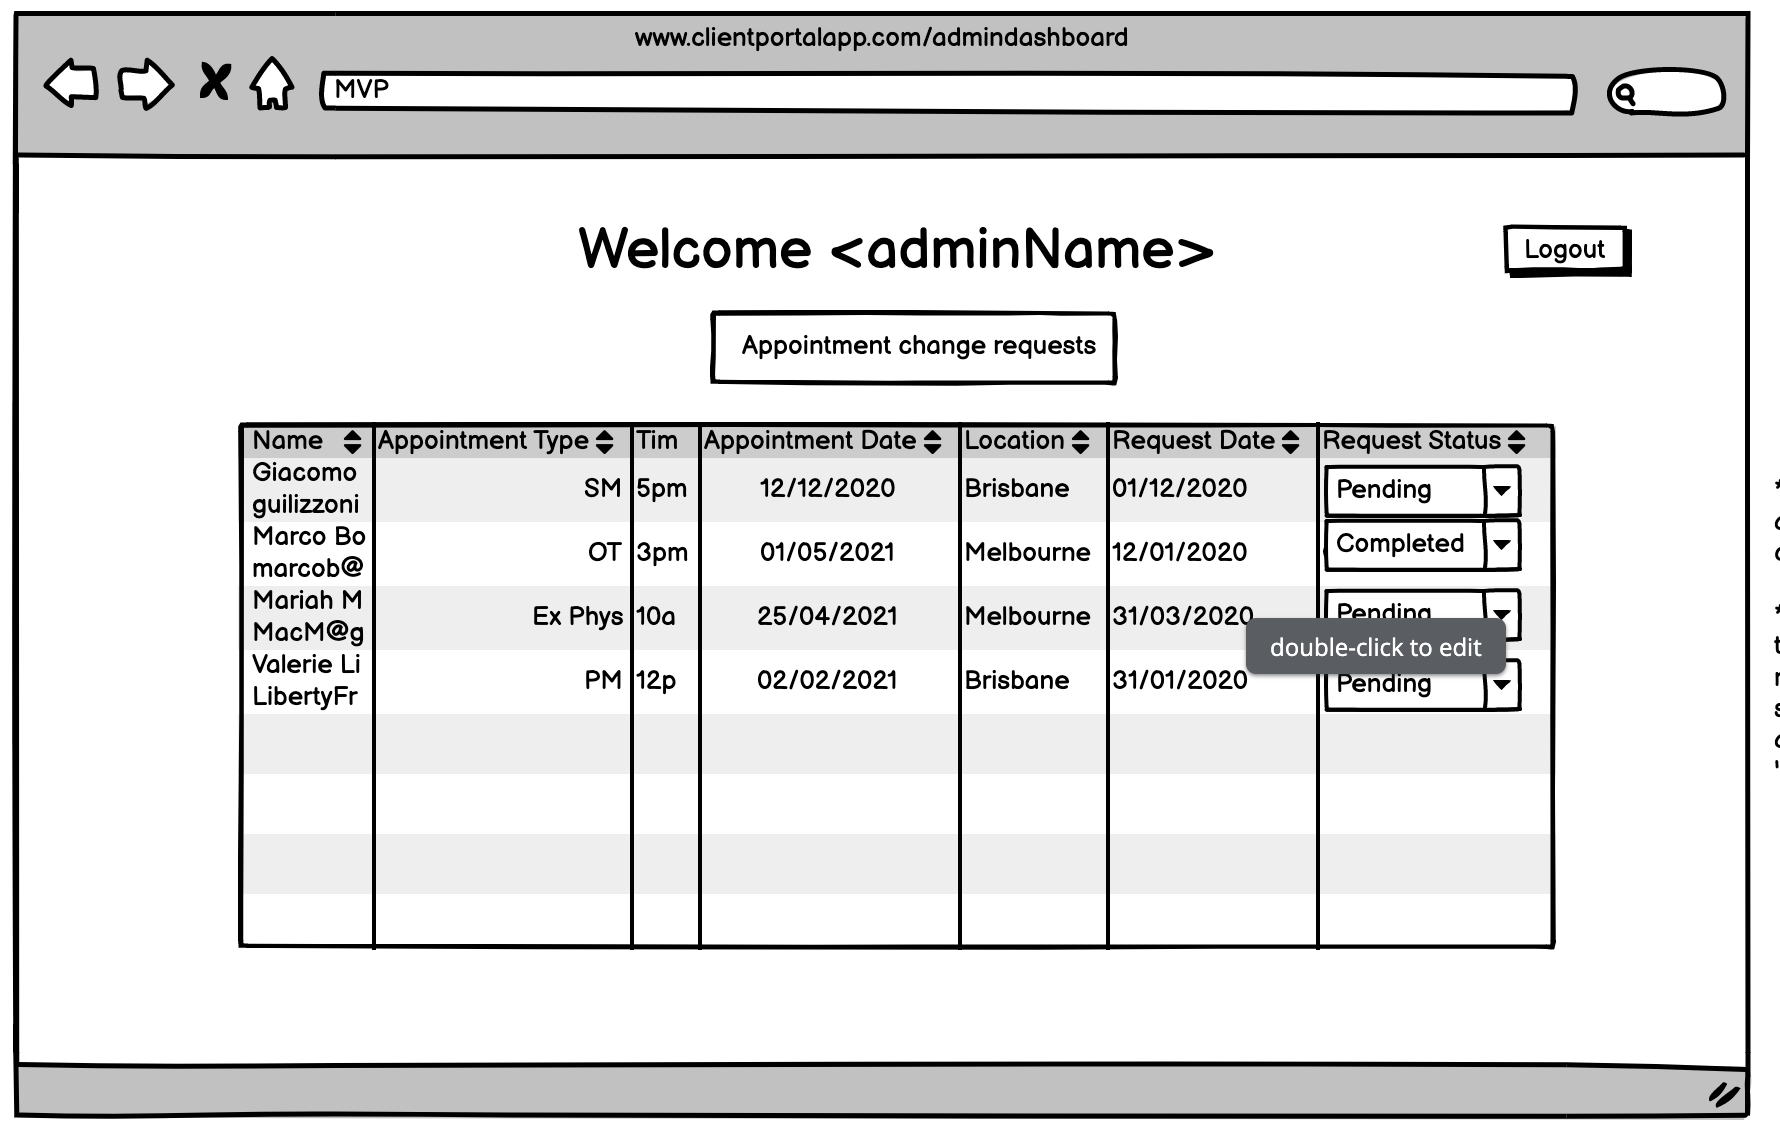 www.clientportalapp.com/admindashboard
MVP
Welcome <adminName>
Logout
Appointment change requests
Name Appointment Type Tim Appointment Date Location Request Date Request Status
Giacomo
guilizzoni SM 5pm 12/12/2020 Brisbane 01/12/2020 Pending
Marco Bo
marcob@ OT 3pm 01/05/2021 Melbourne 12/01/2020 Completed
Mariah M
MacM@g Ex Phys 10a 25/04/2021 Melbourne 31/03/2020 Pending
double-click to edit
Valerie Li
LibertyFr PM 12p 02/02/2021 Brisbane 31/01/2020 Pending